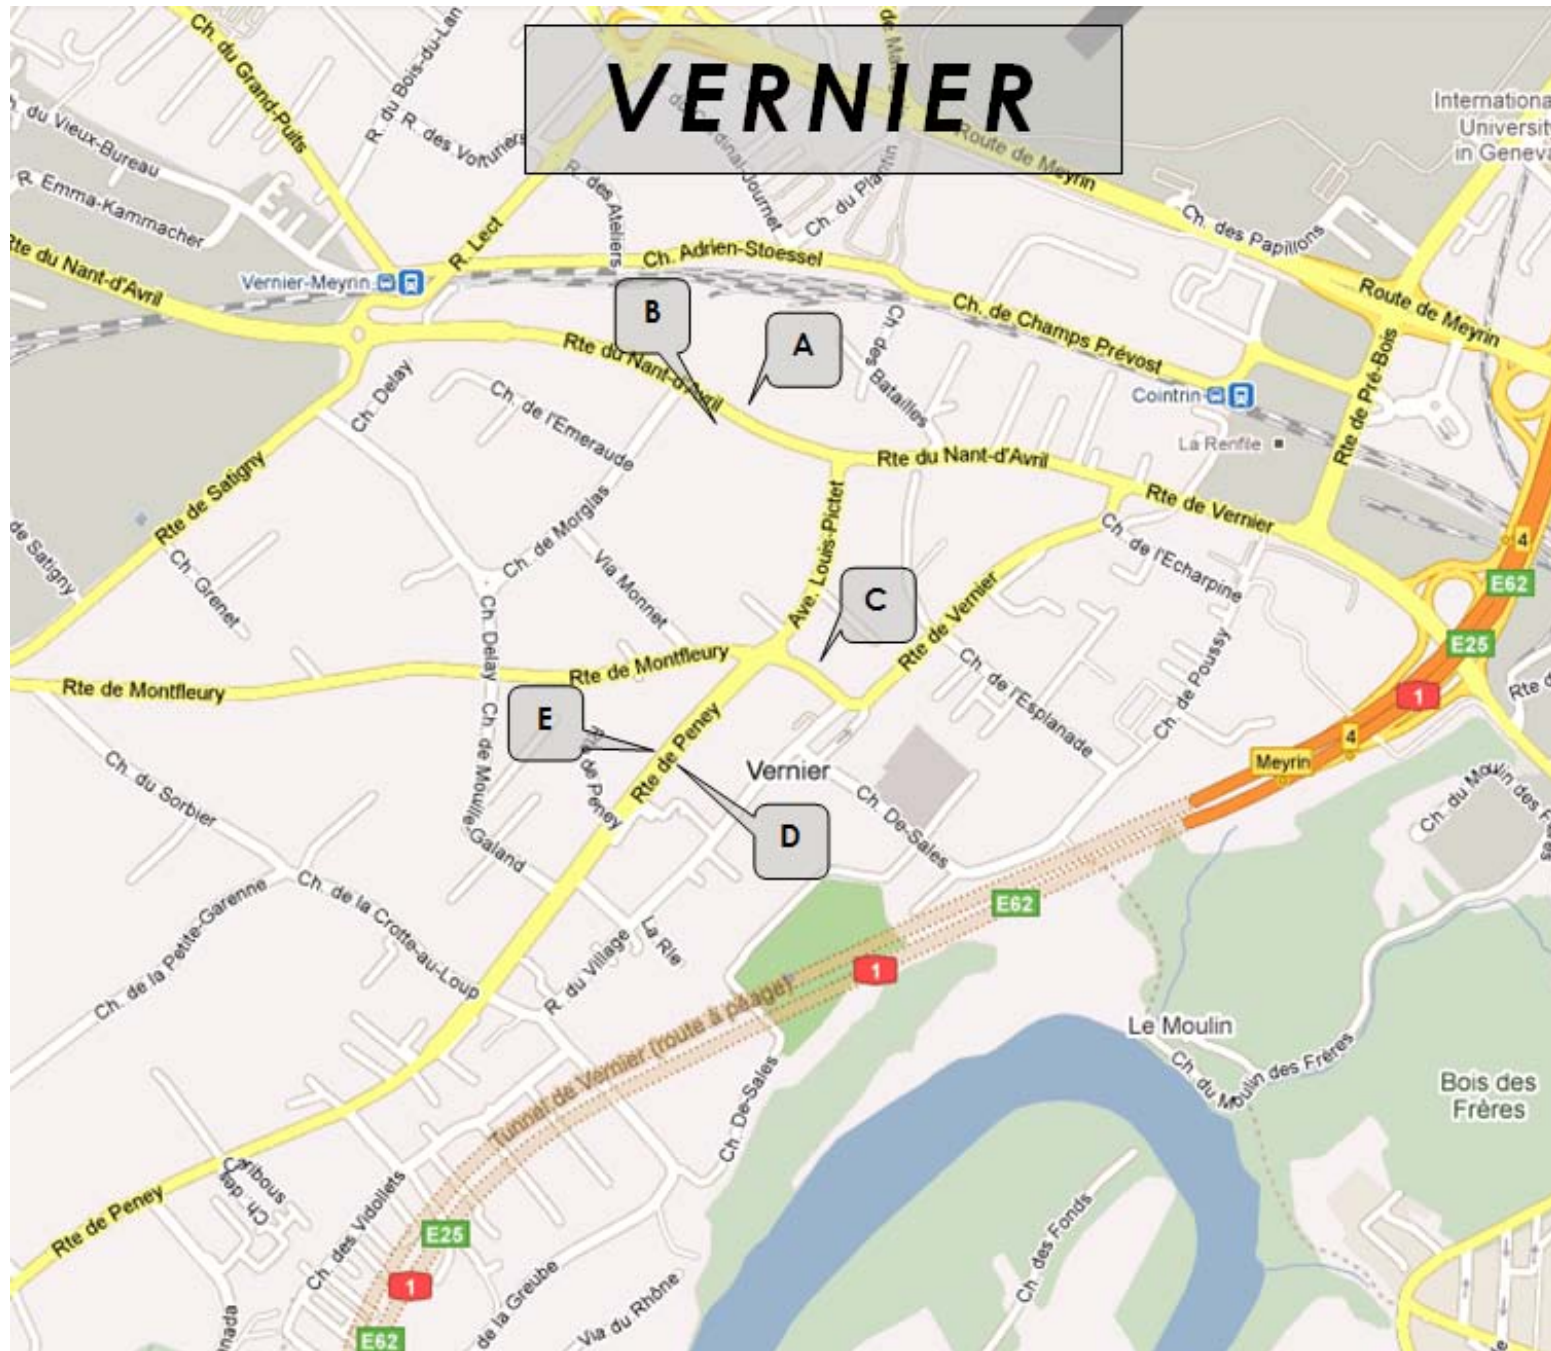 VERNIER
Ch. du Grand-Puits
R. du Bois-du-Lan
R. des Voituriers
du Vieux-Bureau
R. Emma-Kammacher
Rte du Nant-d'Avril
Vernier-Meyrin
R. Lect
R. des Ateliers
Ch. du Plantin
Route de Meyrin
International
Universit
in Geneva
Ch. des Papillons
Route de Meyrin
Ch. Adrien-Stoessel
Ch. de Champs Prévost
Rte de Pré-Bois
Cointrin
La Renfile
B
A
Rte du Nant-d'Avril
Ch. des Batailles
Ch. Delay
Ch. de l'Emeraude
Rte du Nant-d'Avril
Rte de Vernier
Rte de Satigny
de Satigny
Ch. Grenet
Ch. de Morglas
Via Monnet
Ave. Louis-Pictet
C
Rte de Vernier
Ch. de l'Echarpine
4
E62
E25
1
4
Meyrin
Rte d
Ch. Delay
Rte de Montfleury
Rte de Montfleury
Ch. de l'Esplanade
Ch. de Poussy
E
Rte de Peney
de Peney
Ch. de Mouille-Galand
Vernier
D
Ch. De-Sales
Ch. du Moulin des Frères
Ch. du Sorbier
Ch. de la Petite-Garenne
Ch. de la Crotte-au-Loup
R. du Village
La Rie
E62
1
Tunnel de Vernier (route à péage)
Le Moulin
Ch. du Moulin des Frères
Bois des
Frères
Ch. De-Sales
Ch. des Caribous
Rte de Peney
Ch. des Vidollets
E25
1
E62
de la Greube
Via du Rhône
Ch. des Fonds
anada